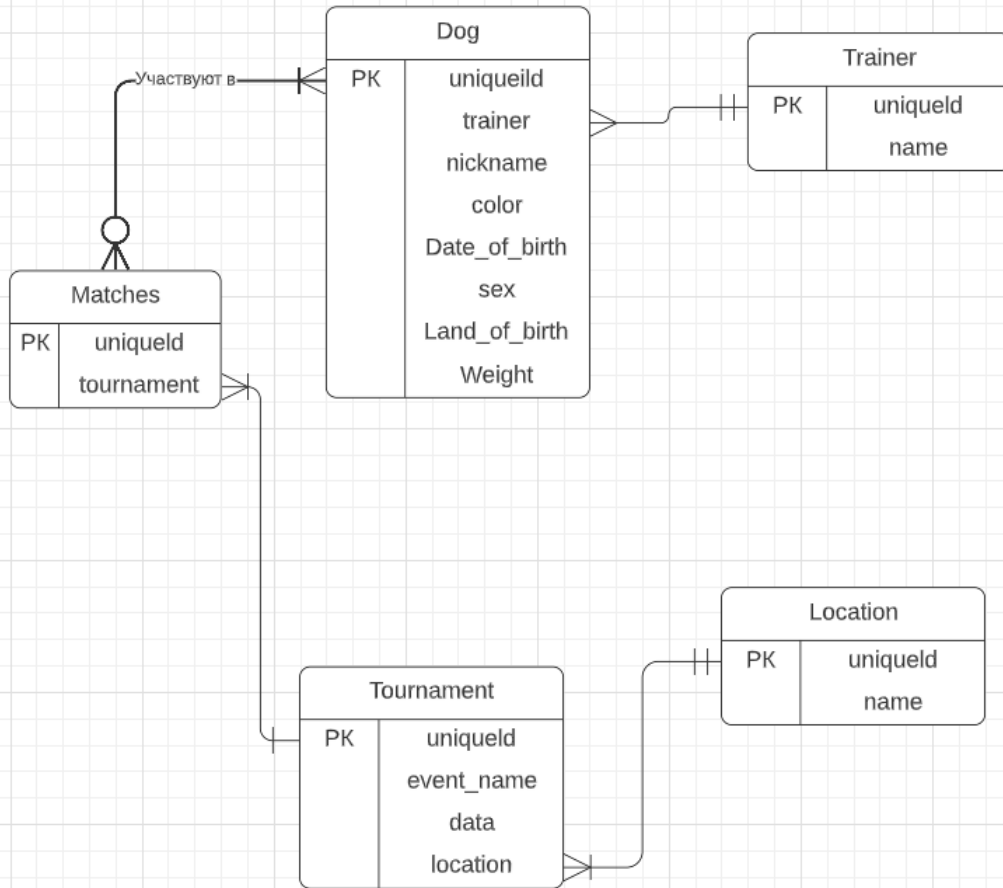 Dog
PK
uniqueild
trainer
nickname
color
Date_of_birth
sex
Land_of_birth
Weight
Trainer
PK
uniqueId
name
Участвуют в
Matches
PK
uniqueId
tournament
Tournament
PK
uniqueId
event_name
data
location
Location
PK
uniqueId
name